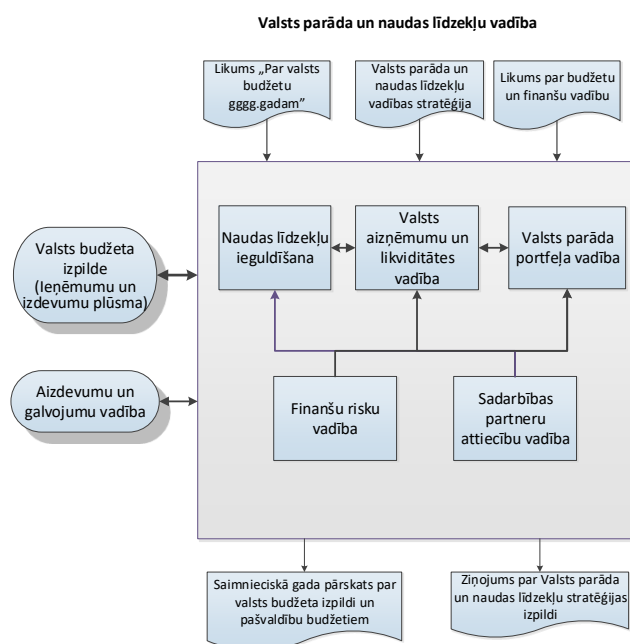 Valsts parāda un naudas līdzekļu vadība
Likums „Par valsts
budžetu
gggg.gadam”
Valsts parāda un
naudas līdzekļu
vadības stratēģija
Likums par budžetu
un finanšu vadību
Valsts budžeta
izpilde
(Ieņēmumu un
izdevumu plūsma)
Naudas līdzekļu
ieguldīšana
Valsts
aizņēmumu un
likviditātes
vadība
Valsts parāda
portfeļa vadība
Aizdevumu un
galvojumu vadība
Finanšu risku
vadība
Sadarbības
partneru
attiecību vadība
Saimnieciskā gada pārskats par
valsts budžeta izpildi un
pašvaldību budžetiem
Ziņojums par Valsts parāda
un naudas līdzekļu stratēģijas
izpildi